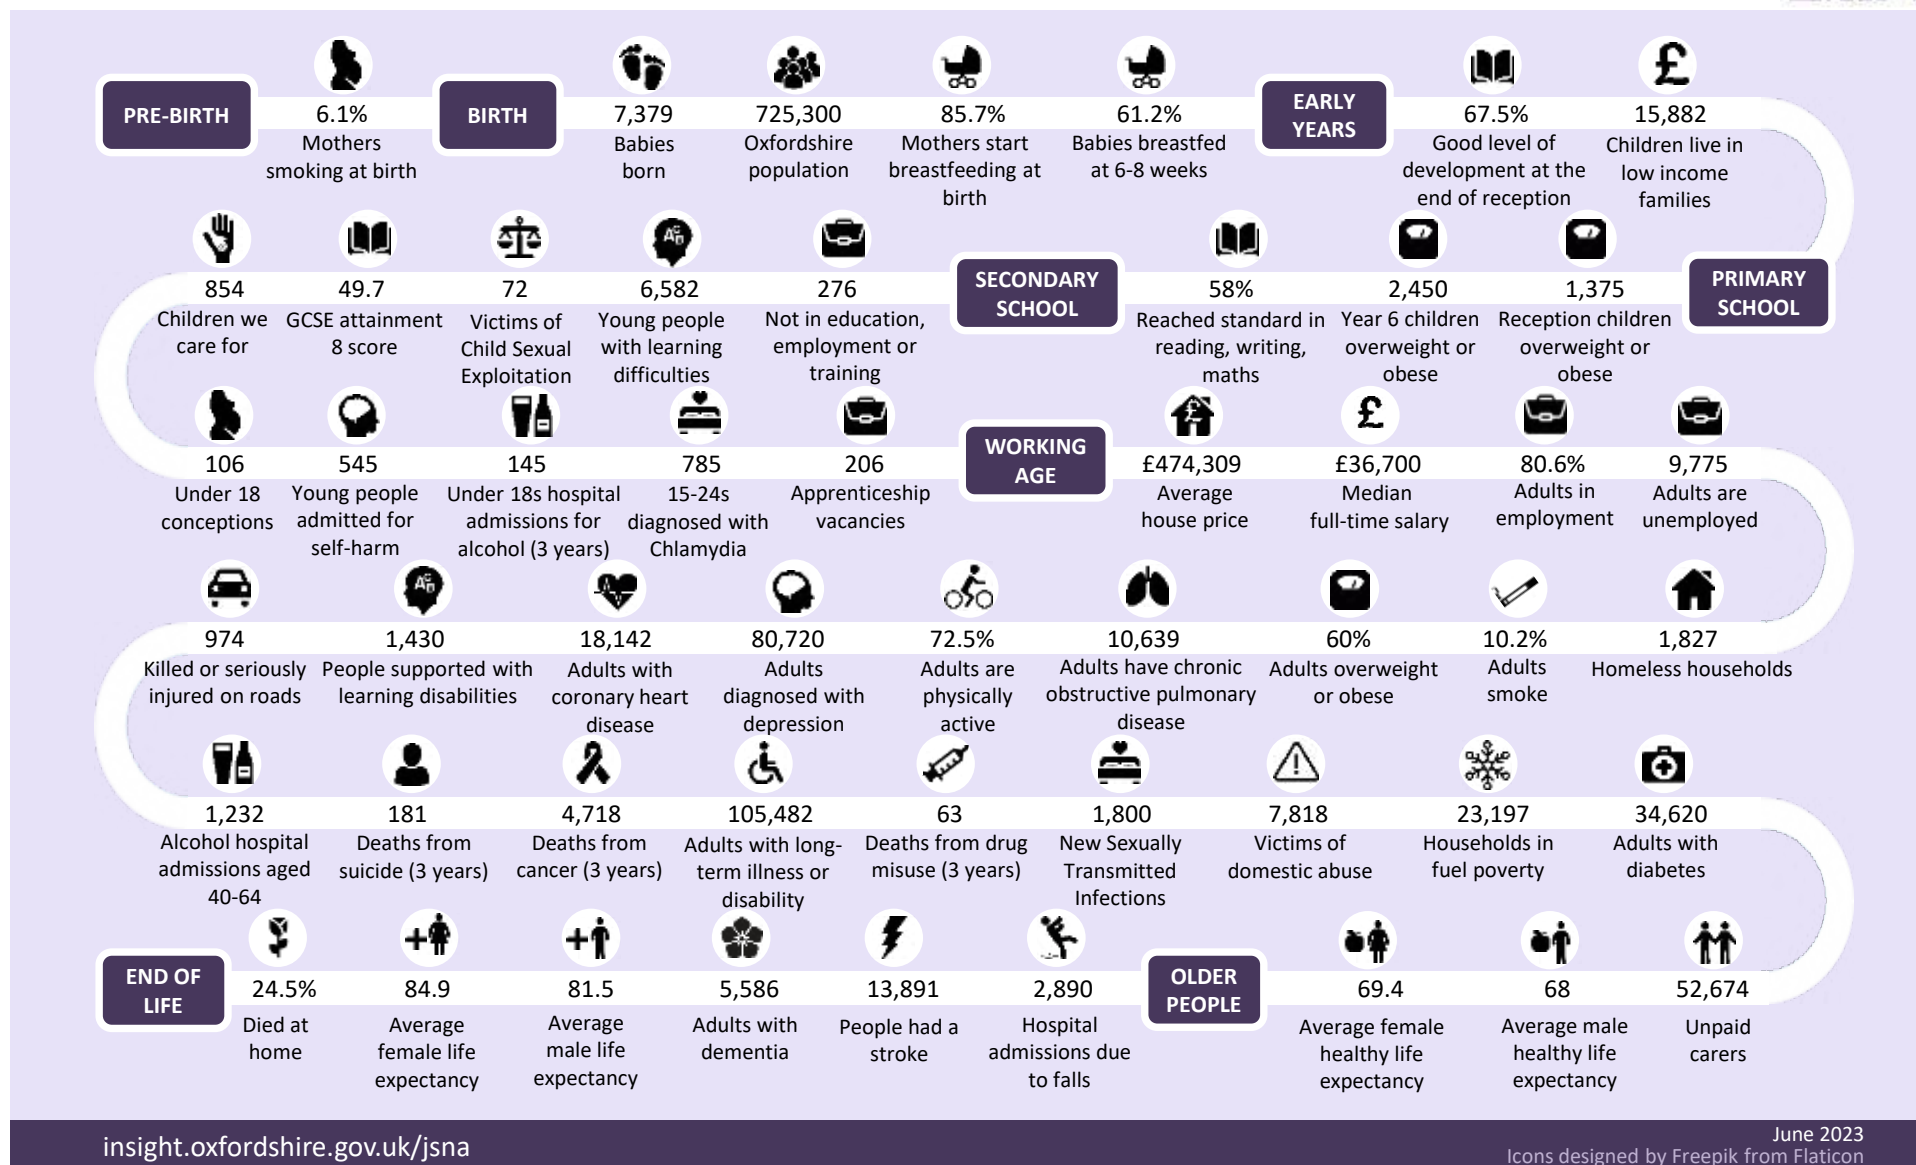 PRE-BIRTH
6.1%
Mothers
smoking at birth
BIRTH
7,379
Babies
born
725,300
Oxfordshire
population
85.7%
Mothers start
breastfeeding at
birth
61.2%
Babies breastfed
at 6-8 weeks
EARLY
YEARS
67.5%
Good level of
development at the
end of reception
15,882
Children live in
low income
families
PRIMARY
SCHOOL
1,375
Reception children
overweight or
obese
2,450
Year 6 children
overweight or
obese
58%
Reached standard in
reading, writing,
maths
SECONDARY
SCHOOL
276
Not in education,
employment or
training
6,582
Young people
with learning
difficulties
72
Victims of
Child Sexual
Exploitation
49.7
GCSE attainment
8 score
854
Children we
care for
106
Under 18
conceptions
545
Young people
admitted for
self-harm
145
Under 18s hospital
admissions for
alcohol (3 years)
785
15-24s
diagnosed with
Chlamydia
206
Apprenticeship
vacancies
WORKING
AGE
£474,309
Average
house price
£36,700
Median
full-time salary
80.6%
Adults in
employment
9,775
Adults are
unemployed
1,827
Homeless households
10.2%
Adults
smoke
60%
Adults overweight
or obese
10,639
Adults have chronic
obstructive pulmonary
disease
72.5%
Adults are
physically
active
80,720
Adults
diagnosed with
depression
18,142
Adults with
coronary heart
disease
1,430
People supported with
learning disabilities
974
Killed or seriously
injured on roads
1,232
Alcohol hospital
admissions aged
40-64
181
Deaths from
suicide (3 years)
4,718
Deaths from
cancer (3 years)
105,482
Adults with long-
term illness or
disability
63
Deaths from drug
misuse (3 years)
1,800
New Sexually
Transmitted
Infections
7,818
Victims of
domestic abuse
23,197
Households in
fuel poverty
34,620
Adults with
diabetes
52,674
Unpaid
carers
68
Average male
healthy life
expectancy
69.4
Average female
healthy life
expectancy
OLDER
PEOPLE
2,890
Hospital
admissions due
to falls
13,891
People had a
stroke
5,586
Adults with
dementia
81.5
Average
male life
expectancy
84.9
Average
female life
expectancy
24.5%
Died at
home
END OF
LIFE
insight.oxfordshire.gov.uk/jsna
June 2023
Icons designed by Freepik from Flaticon